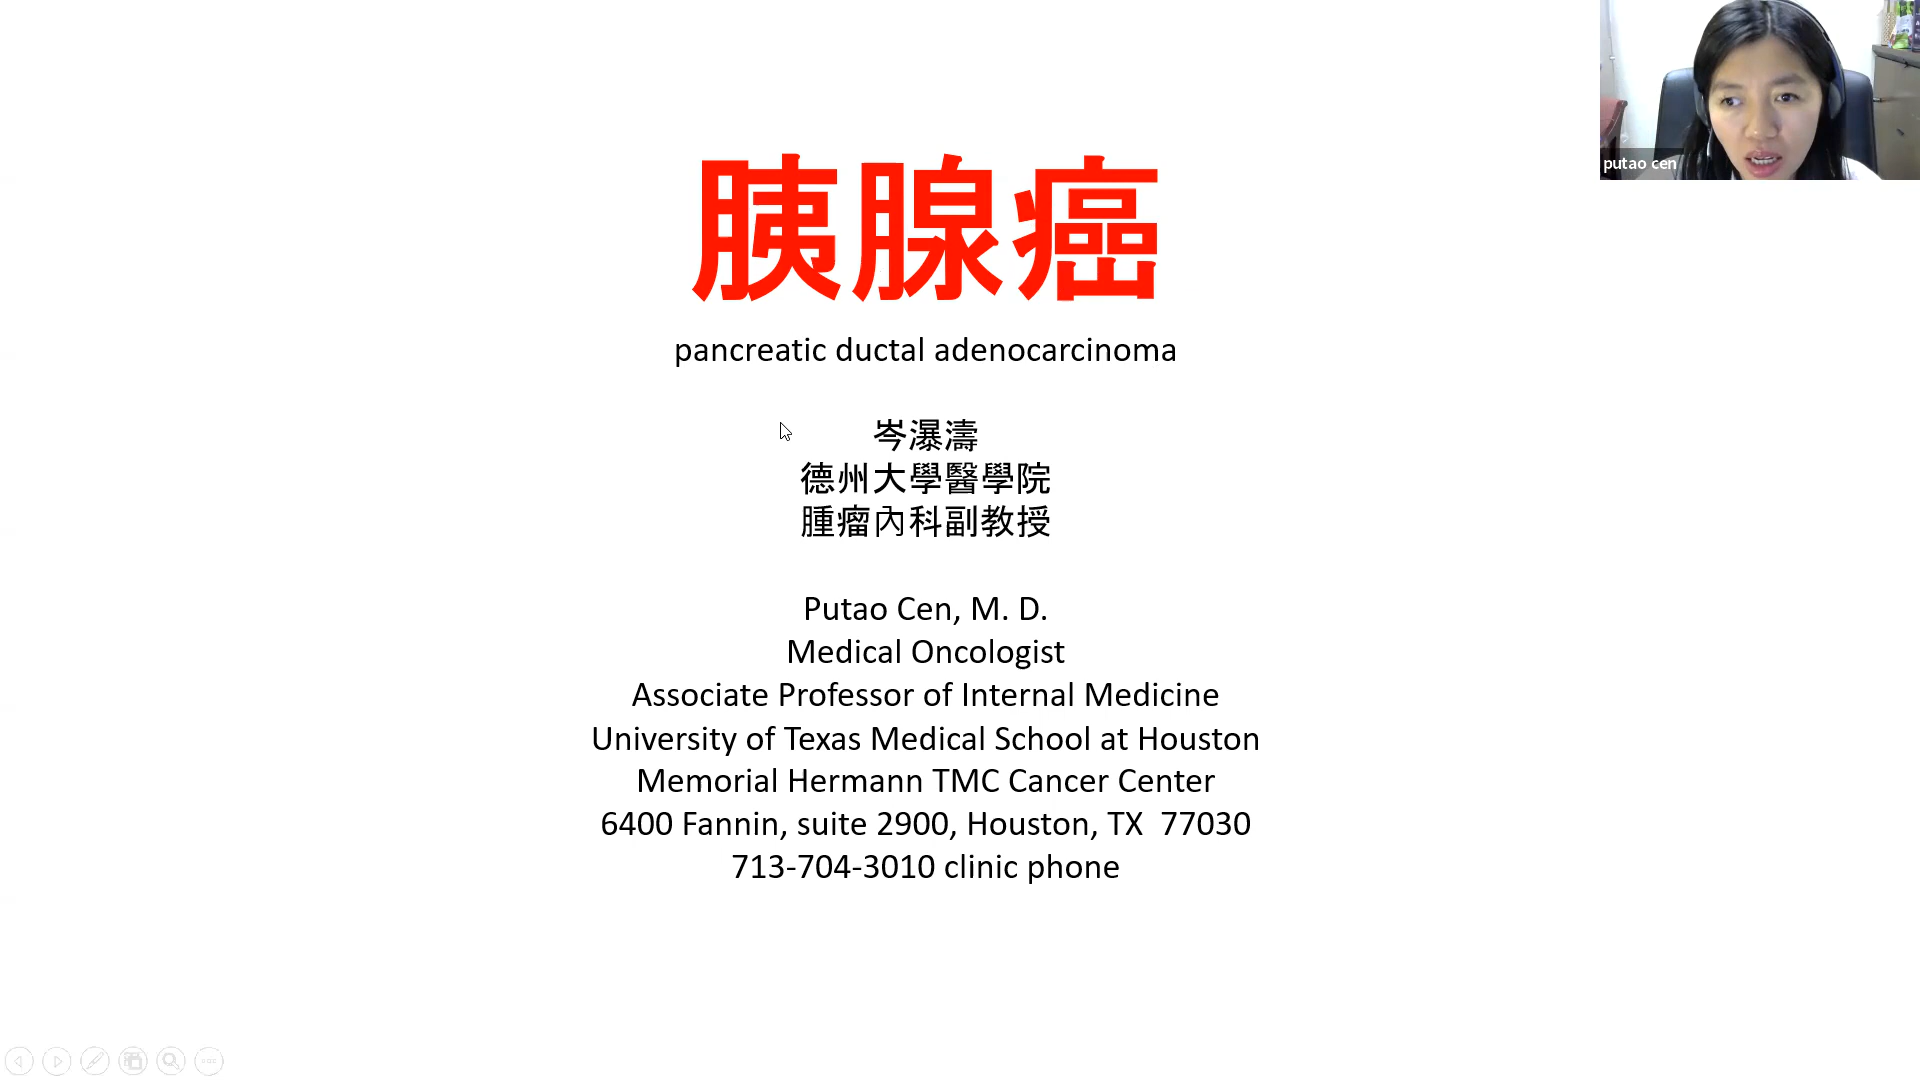 putao cen
胰腺癌
pancreatic ductal adenocarcinoma
岑瀑濤
德州大學醫學院
腫瘤內科副教授
Putao Cen, M. D.
Medical Oncologist
Associate Professor of Internal Medicine
University of Texas Medical School at Houston
Memorial Hermann TMC Cancer Center
6400 Fannin, suite 2900, Houston, TX  77030
713-704-3010 clinic phone